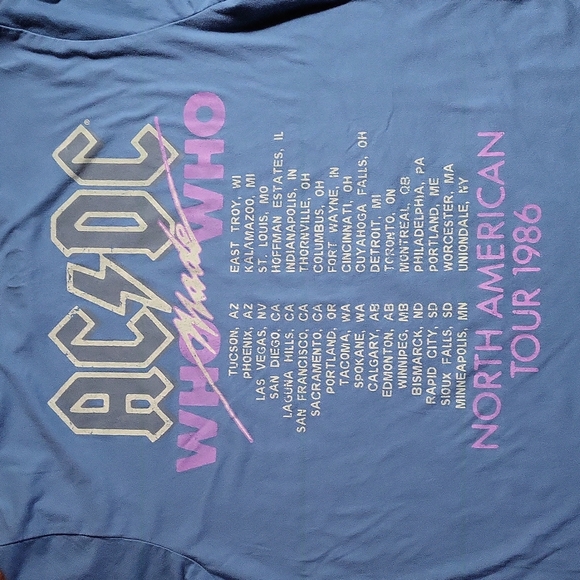 AC⚡DC®
WHO Made WHO
TUCSON, AZ
PHOENIX, AZ
LAS VEGAS, NV
SAN DIEGO, CA
LAGUNA HILLS, CA
SAN FRANCISCO, CA
SACRAMENTO, CA
PORTLAND, OR
TACOMA, WA
SPOKANE, WA
CALGARY, AB
EDMONTON, AB
WINNIPEG, MB
BISMARCK, ND
RAPID CITY, SD
SIOUX FALLS, SD
MINNEAPOLIS, MN
EAST TROY, WI
KALAMAZOO, MI
ST. LOUIS, MO
HOFFMAN ESTATES, IL
INDIANAPOLIS, IN
THORNVILLE, OH
COLUMBUS, OH
FORT WAYNE, IN
CINCINNATI, OH
CUYAHOGA FALLS, OH
DETROIT, MI
TORONTO, ON
MONTREAL, QB
PHILADELPHIA, PA
PORTLAND, ME
WORCESTER, MA
UNIONDALE, NY
NORTH AMERICAN
TOUR 1986